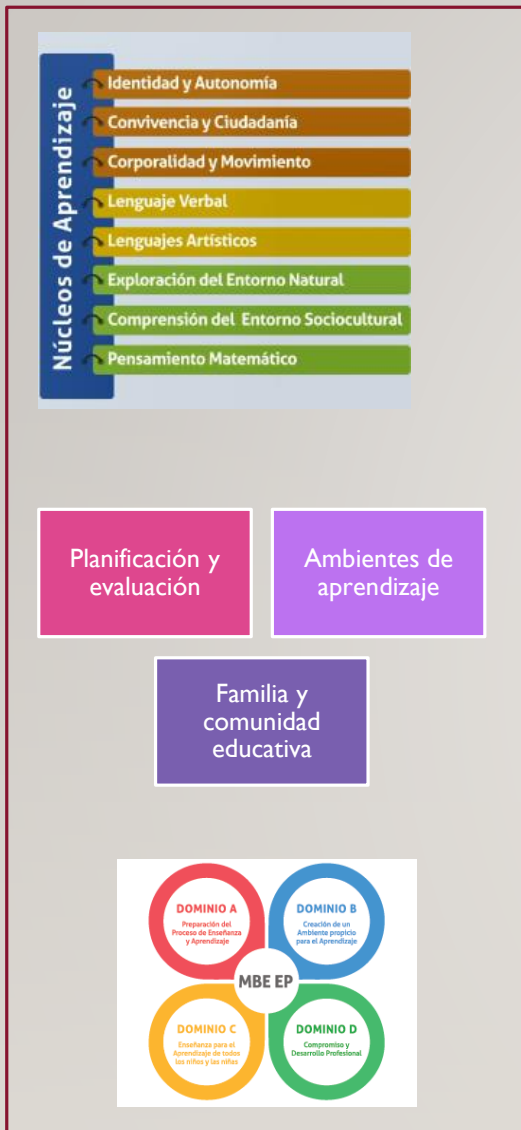 Núcleos de Aprendizaje
Identidad y Autonomía
Convivencia y Ciudadanía
Corporalidad y Movimiento
Lenguaje Verbal
Lenguajes Artísticos
Exploración del Entorno Natural
Comprensión del Entorno Sociocultural
Pensamiento Matemático
Planificación y
evaluación
Ambientes de
aprendizaje
Familia y
comunidad
educativa
DOMINIO A
Preparación del
Proceso de Enseñanza
y Aprendizaje
DOMINIO B
Creación de un
Ambiente propicio
para el Aprendizaje
MBE EP
DOMINIO C
Enseñanza para el
Aprendizaje de todos
los niños y las niñas
DOMINIO D
Compromiso y
Desarrollo Profesional